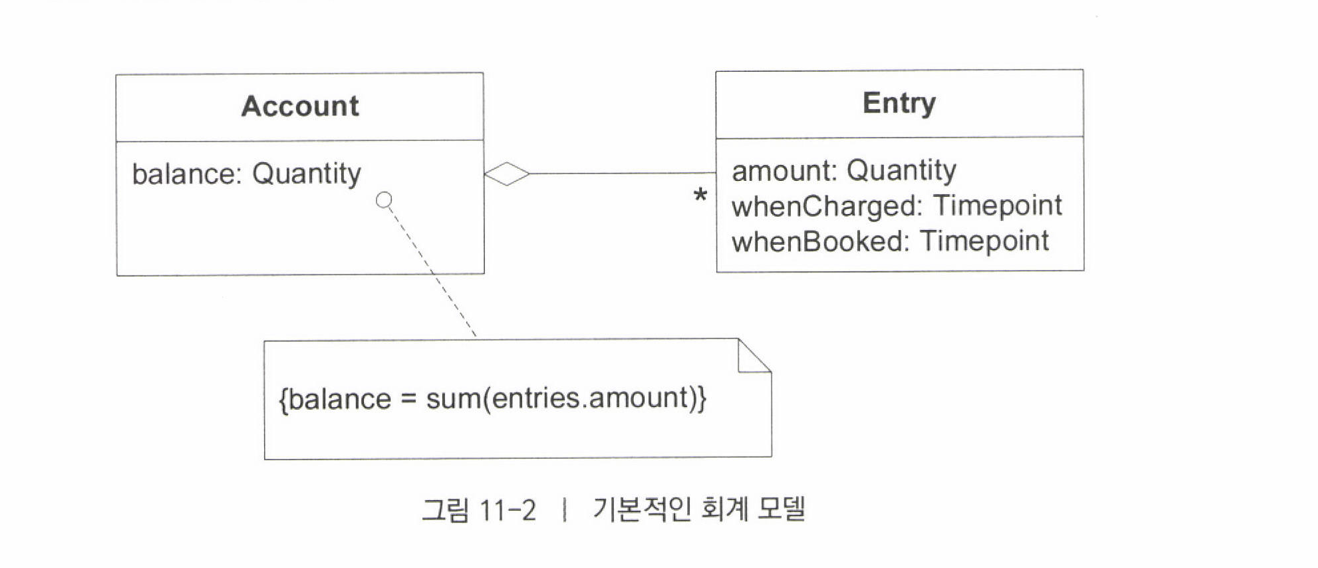 Account
balance: Quantity
Entry
amount: Quantity
whenCharged: Timepoint
whenBooked: Timepoint
*
{balance = sum(entries.amount)}
그림 11-2 | 기본적인 회계 모델